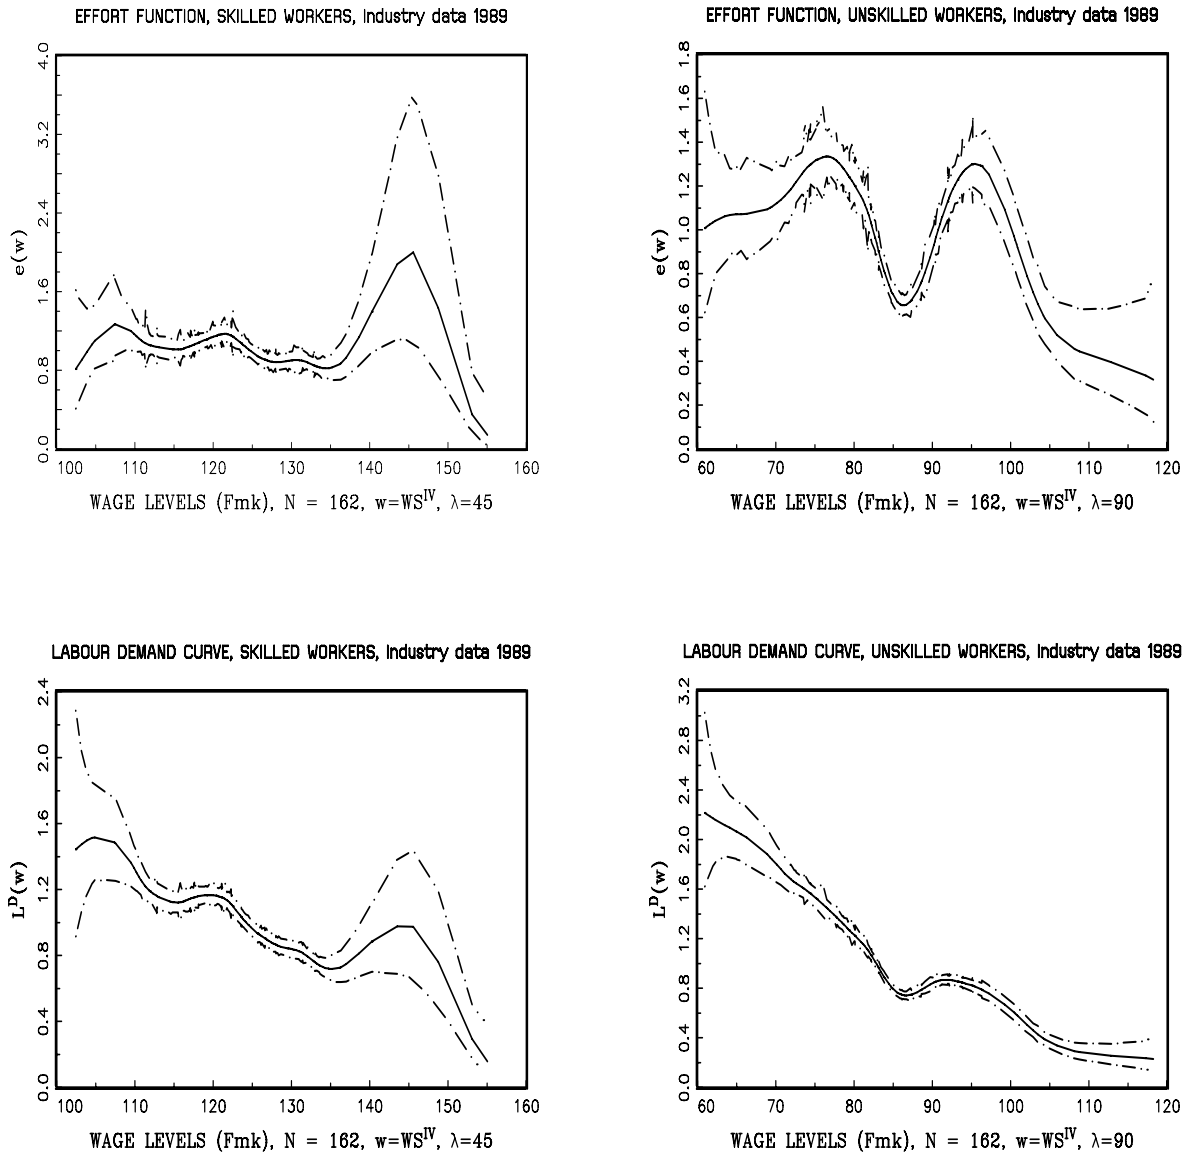 EFFORT FUNCTION, SKILLED WORKERS, Industry data 1989
e(w)
4.0
3.2
2.4
1.6
0.8
0.0
100 110 120 130 140 150 160
WAGE LEVELS (Fmk), N = 162, w=WS^IV, λ=45
EFFORT FUNCTION, UNSKILLED WORKERS, Industry data 1989
e(w)
1.8
1.6
1.4
1.2
1.0
0.8
0.6
0.4
0.2
0.0
60 70 80 90 100 110 120
WAGE LEVELS (Fmk), N = 162, w=WS^IV, λ=90
LABOUR DEMAND CURVE, SKILLED WORKERS, Industry data 1989
L^D(w)
2.4
2.0
1.6
1.2
0.8
0.4
0.0
100 110 120 130 140 150 160
WAGE LEVELS (Fmk), N = 162, w=WS^IV, λ=45
LABOUR DEMAND CURVE, UNSKILLED WORKERS, Industry data 1989
L^D(w)
3.2
2.8
2.4
2.0
1.6
1.2
0.8
0.4
0.0
60 70 80 90 100 110 120
WAGE LEVELS (Fmk), N = 162, w=WS^IV, λ=90